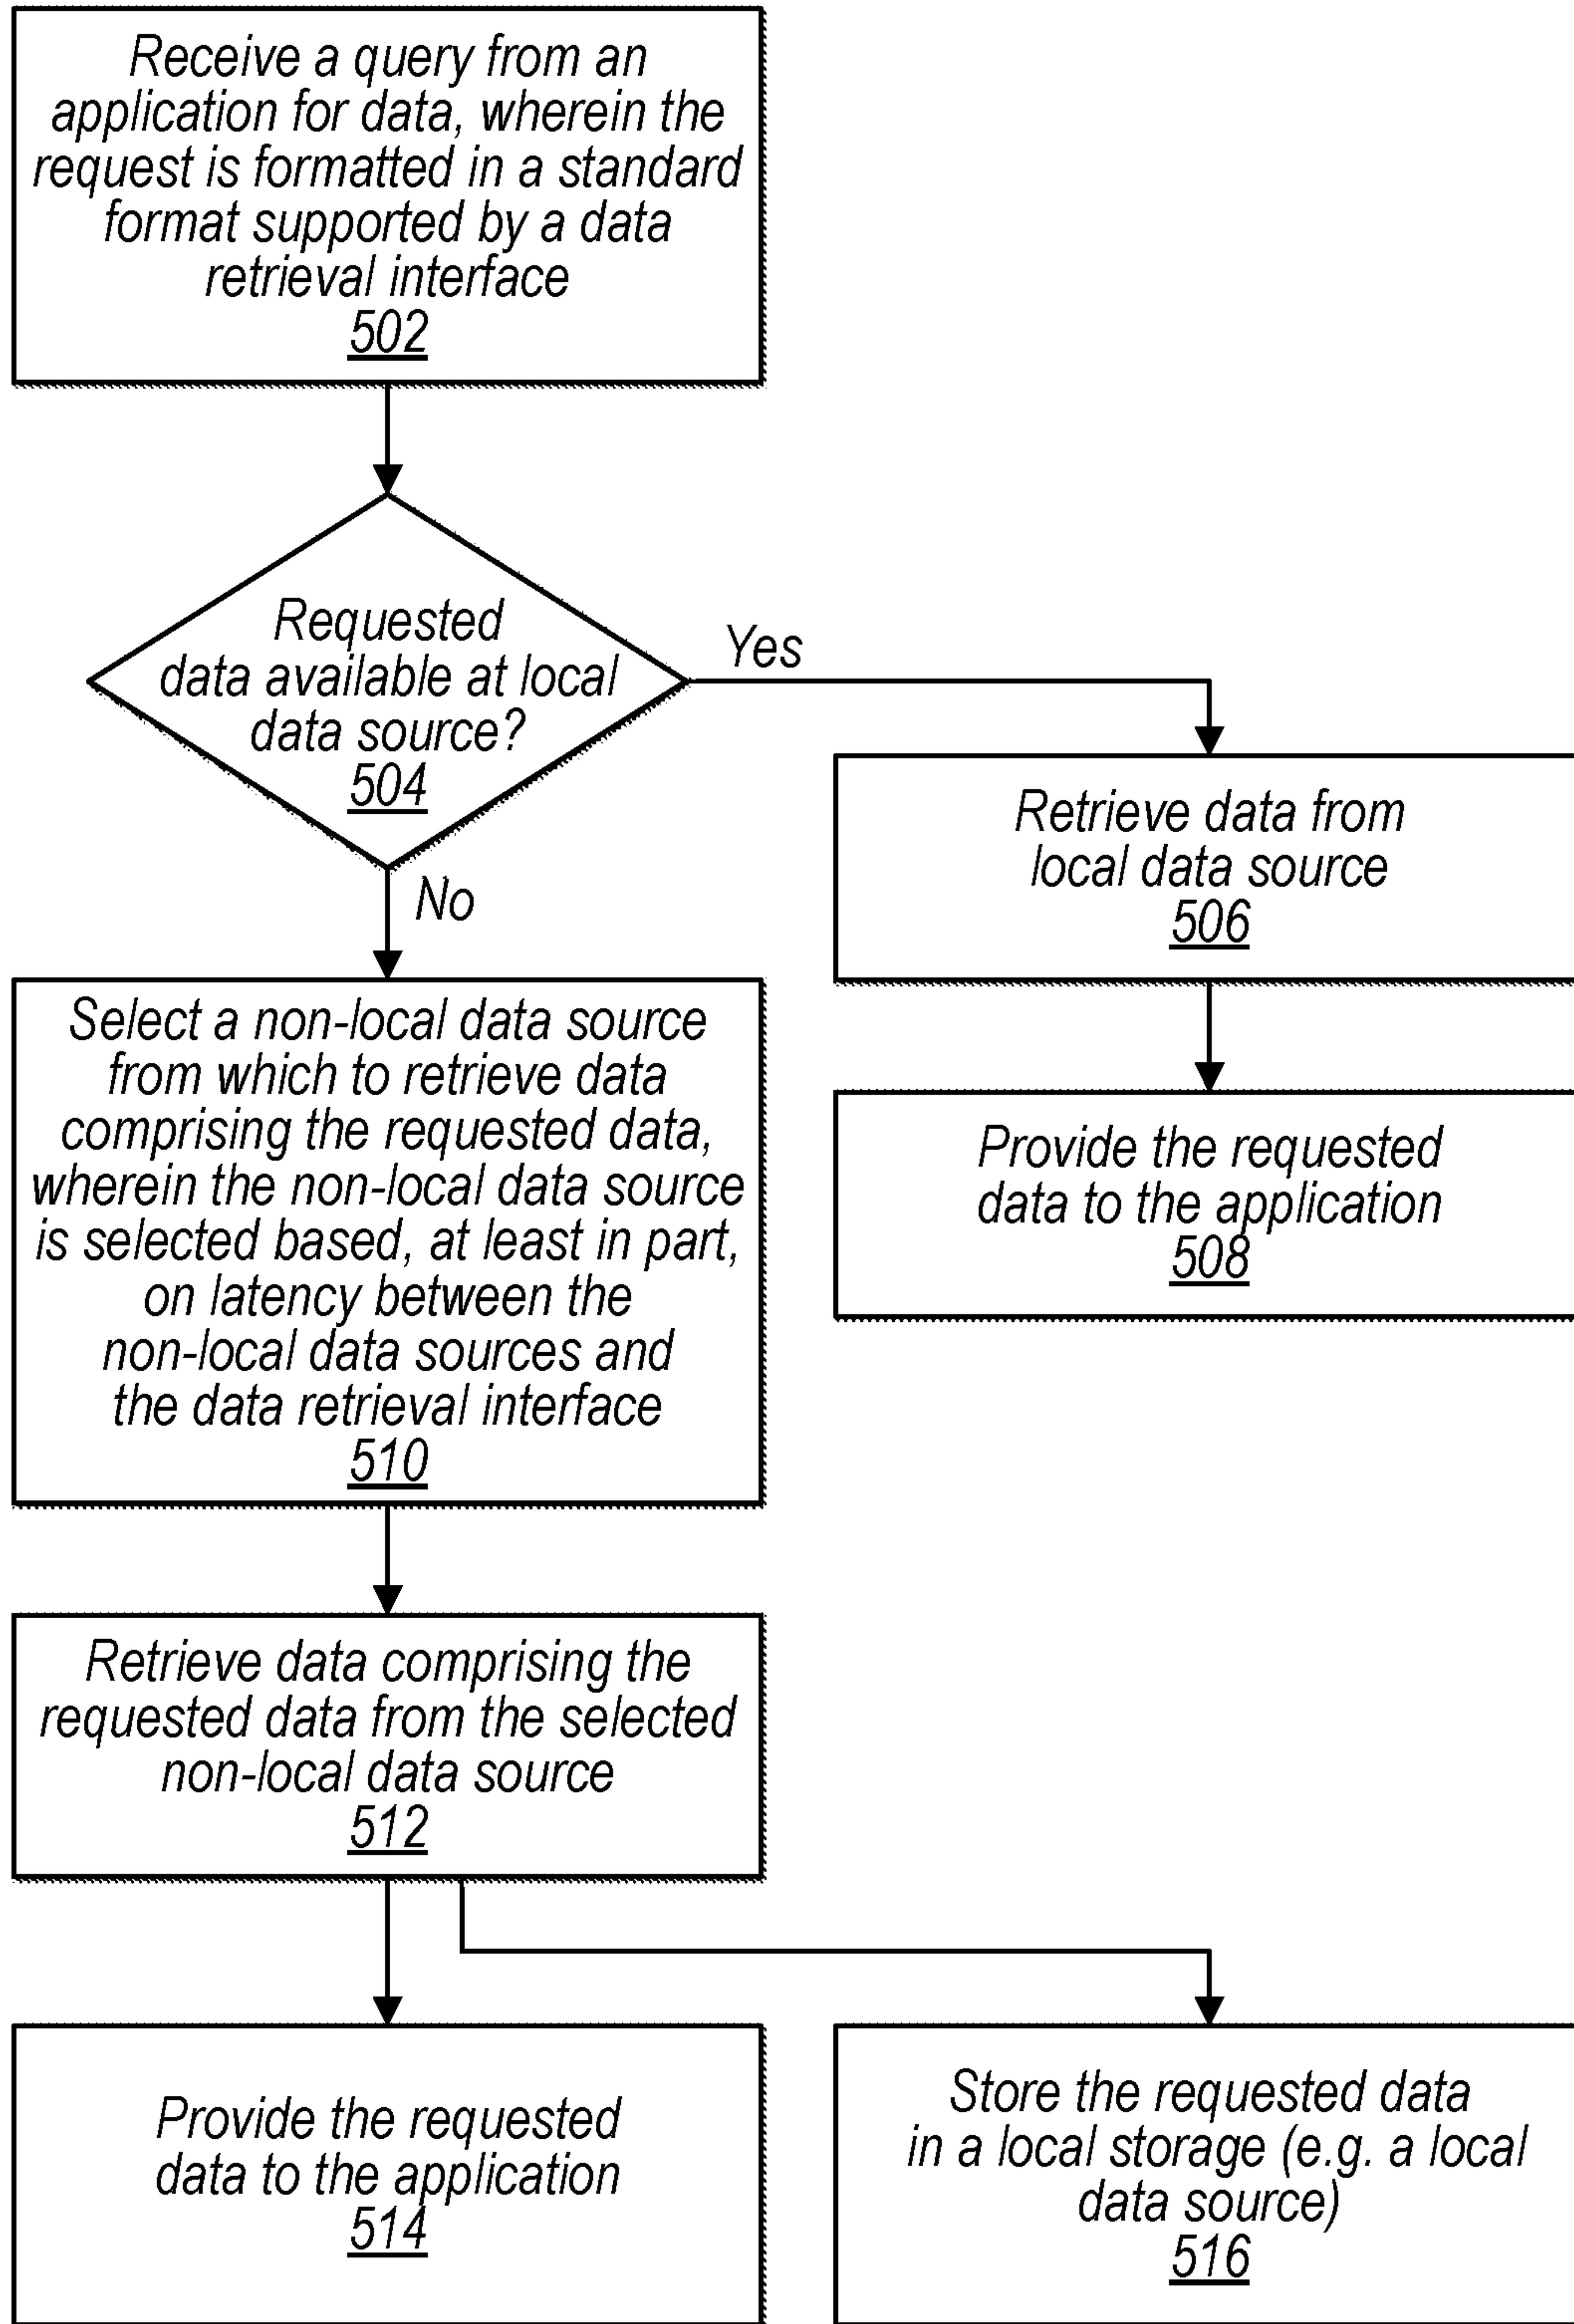 Receive a query from an
application for data, wherein the
request is formatted in a standard
format supported by a data
retrieval interface
502
Requested
data available at local
data source?
504
Yes
No
Retrieve data from
local data source
506
Provide the requested
data to the application
508
Select a non-local data source
from which to retrieve data
comprising the requested data,
wherein the non-local data source
is selected based, at least in part,
on latency between the
non-local data sources and
the data retrieval interface
510
Retrieve data comprising the
requested data from the selected
non-local data source
512
Provide the requested
data to the application
514
Store the requested data
in a local storage (e.g. a local
data source)
516